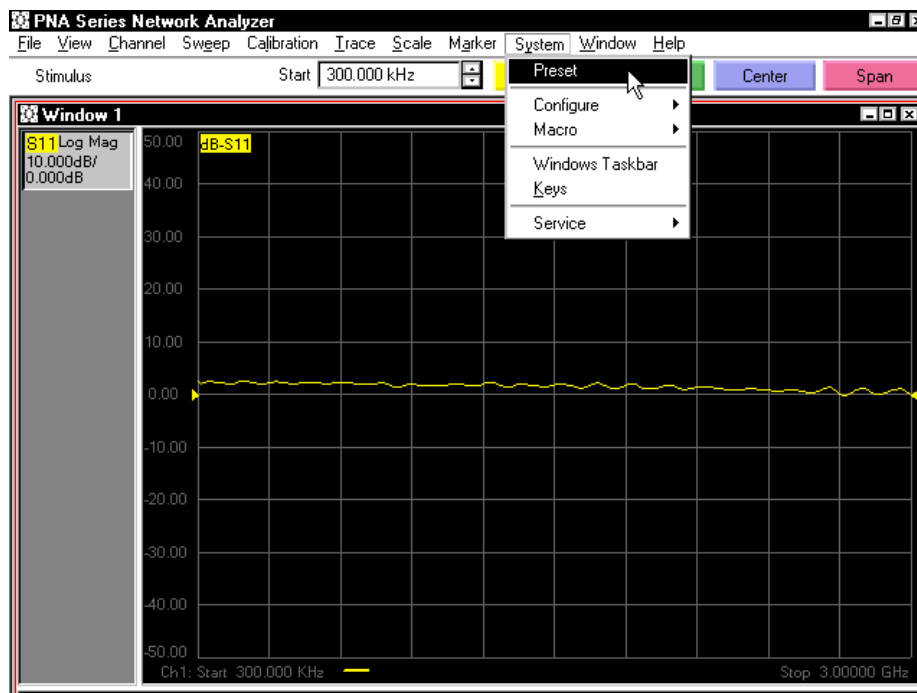 PNA Series Network Analyzer
File View Channel Sweep Calibration Trace Scale Marker System Window Help
Stimulus Start 300.000 kHz Center Span
Preset
Configure
Macro
Windows Taskbar
Keys
Service
Window 1
S11 Log Mag
10.000dB/
0.000dB
dB-S11
50.00
40.00
30.00
20.00
10.00
0.00
-10.00
-20.00
-30.00
-40.00
-50.00
Ch1: Start 300.000 KHz Stop 3.00000 GHz